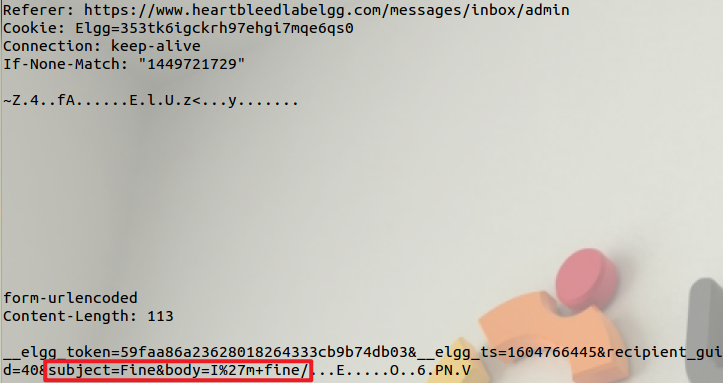 Referer: https://www.heartbleedlabelgg.com/messages/inbox/admin
Cookie: Elgg=353tk6igckrh97ehgi7mqe6qs0
Connection: keep-alive
If-None-Match: "1449721729"
~Z.4..fA......E.l.U.z<...y.......
form-urlencoded
Content-Length: 113
__elgg_token=59faa86a23628018264333cb9b74db03&__elgg_ts=1604766445&recipient_gui
d=40&subject=Fine&body=I%27m+fine/...E.....O..6.PN.V